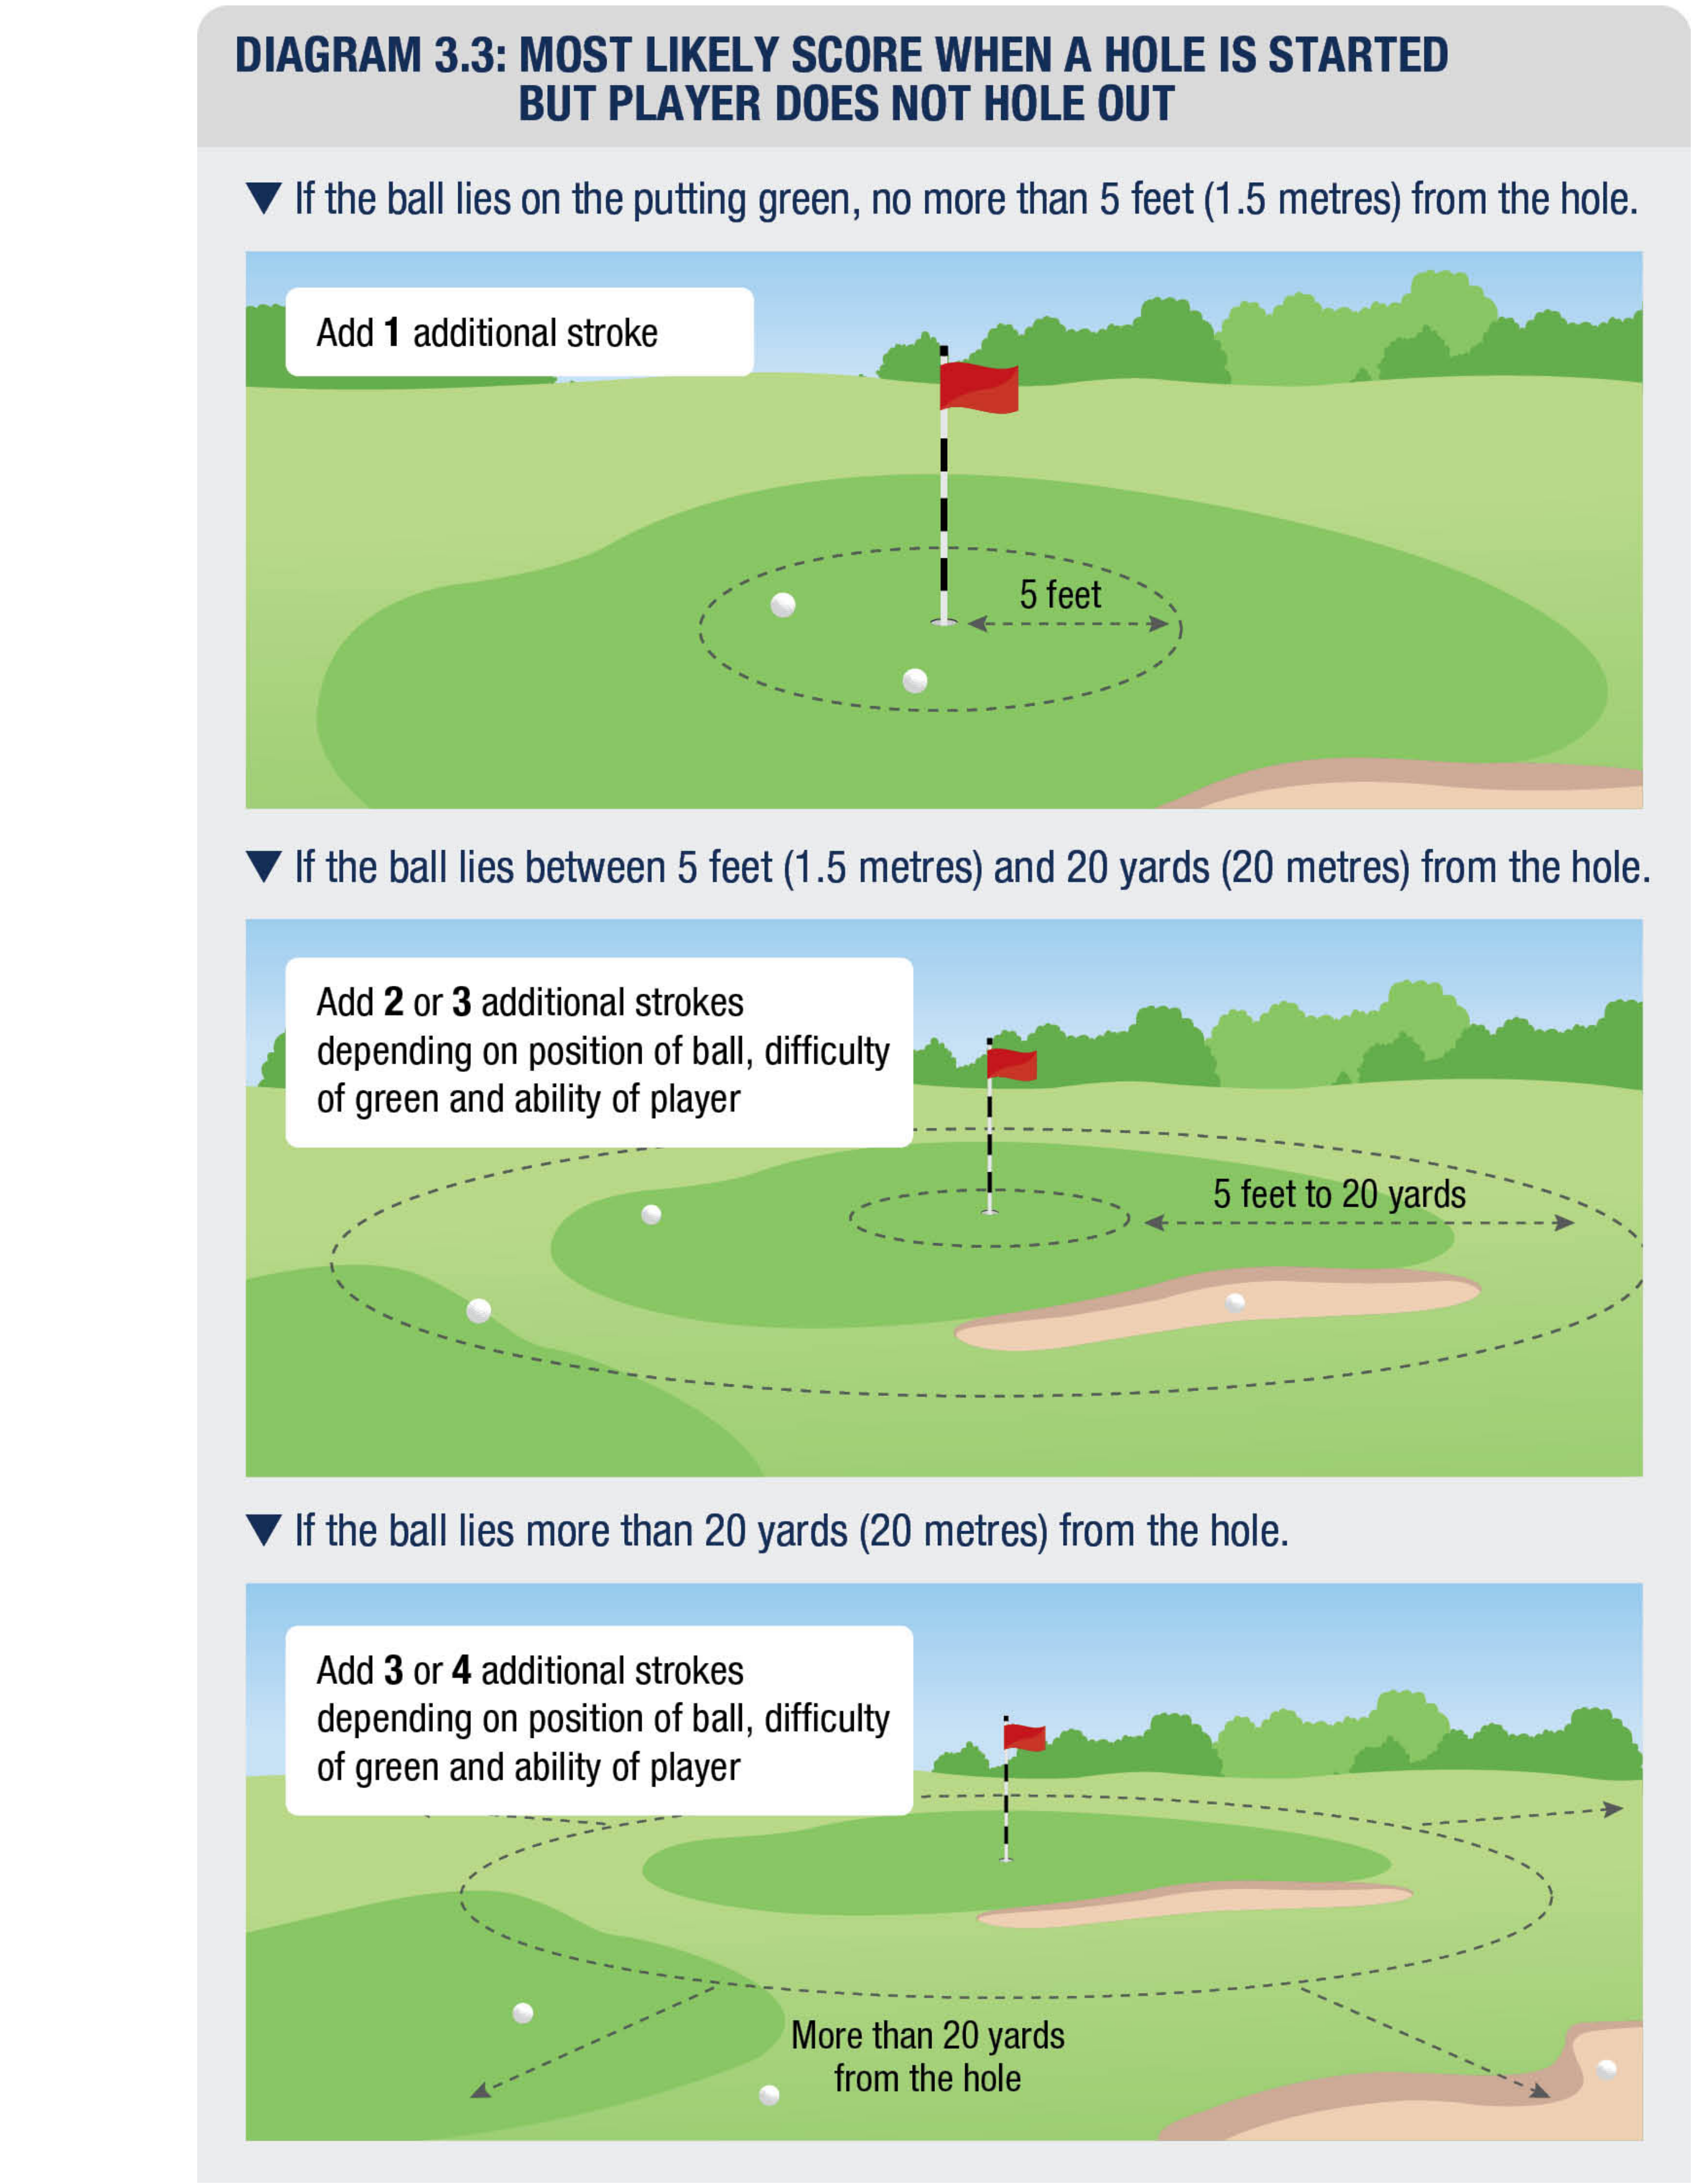 DIAGRAM 3.3: MOST LIKELY SCORE WHEN A HOLE IS STARTED
BUT PLAYER DOES NOT HOLE OUT
▼ If the ball lies on the putting green, no more than 5 feet (1.5 metres) from the hole.
Add 1 additional stroke
5 feet
▼ If the ball lies between 5 feet (1.5 metres) and 20 yards (20 metres) from the hole.
Add 2 or 3 additional strokes
depending on position of ball, difficulty
of green and ability of player
5 feet to 20 yards
▼ If the ball lies more than 20 yards (20 metres) from the hole.
Add 3 or 4 additional strokes
depending on position of ball, difficulty
of green and ability of player
More than 20 yards
from the hole